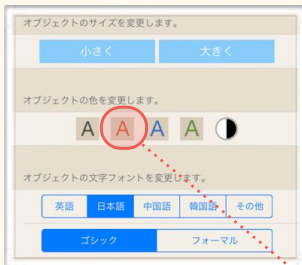 オブジェクトのサイズを変更します。
小さく 大きく
オブジェクトの色を変更します。
A A A A
オブジェクトの文字フォントを変更します。
英語 日本語 中国語 韓国語 その他
ゴシック フォーマル